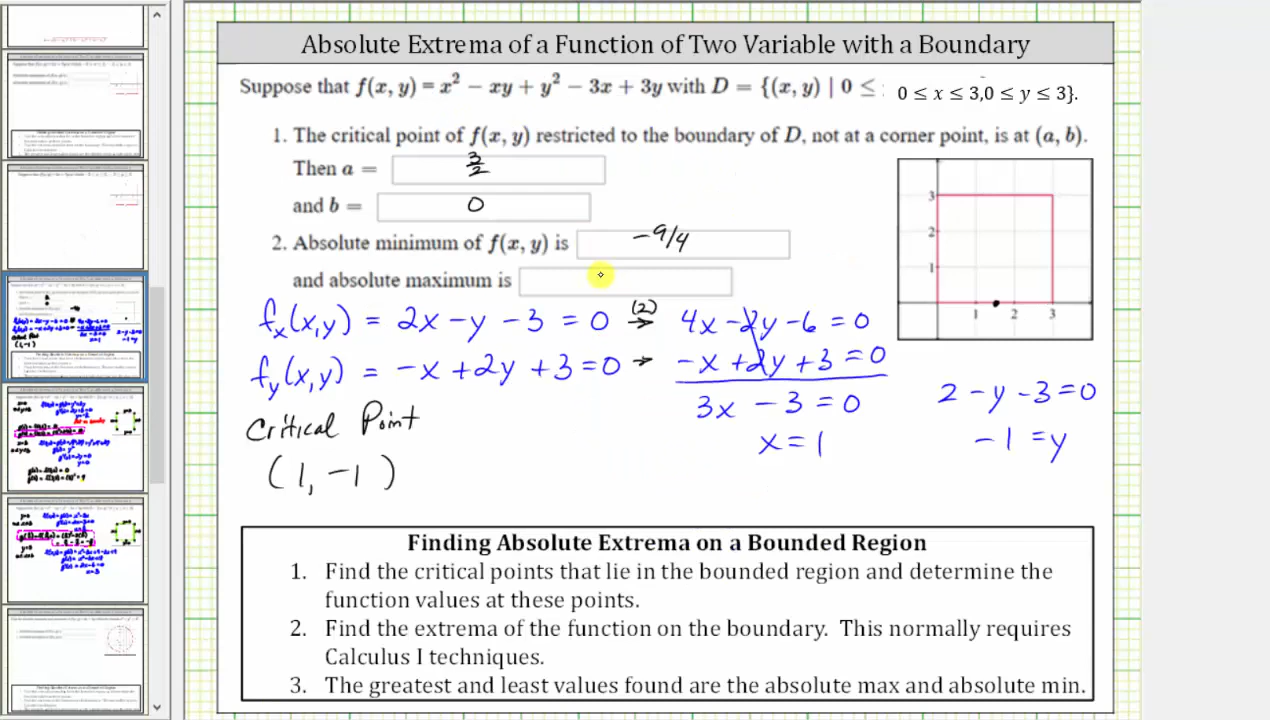 Absolute Extrema of a Function of Two Variable with a Boundary
Suppose that f(x, y) = x² − xy + y² − 3x + 3y with D = {(x, y) | 0 ≤ 0 ≤ x ≤ 3,0 ≤ y ≤ 3}.
1. The critical point of f(x, y) restricted to the boundary of D, not at a corner point, is at (a, b).
Then a = 3/2
and b = 0
2. Absolute minimum of f(x, y) is −9/4
and absolute maximum is
3
2
1
1 2 3
fx(x,y) = 2x − y − 3 = 0 (2) → 4x − 2y − 6 = 0
fy(x,y) = −x + 2y + 3 = 0 → −x + 2y + 3 = 0
3x − 3 = 0
x = 1
2 − y − 3 = 0
−1 = y
Critical Point
(1, −1)
Finding Absolute Extrema on a Bounded Region
1. Find the critical points that lie in the bounded region and determine the
function values at these points.
2. Find the extrema of the function on the boundary. This normally requires
Calculus I techniques.
3. The greatest and least values found are the absolute max and absolute min.